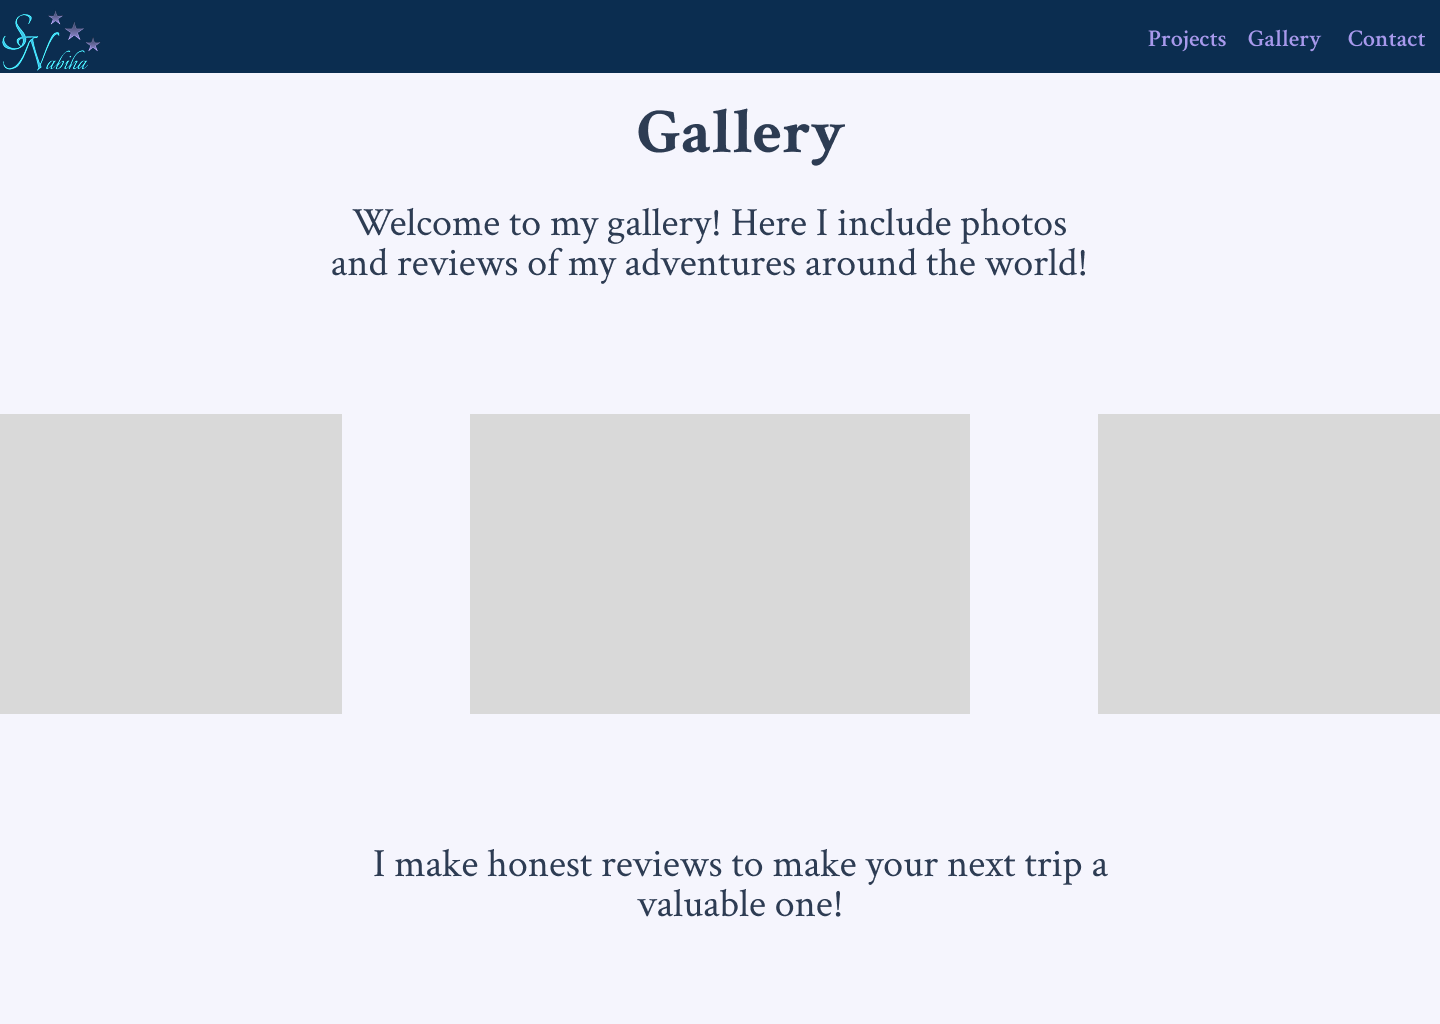 S
Nabiha
Projects Gallery Contact
Gallery
Welcome to my gallery! Here I include photos
and reviews of my adventures around the world!
I make honest reviews to make your next trip a
valuable one!